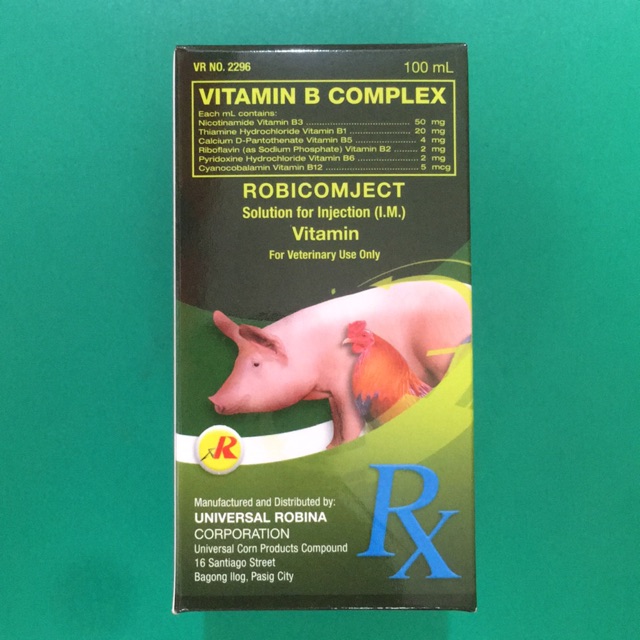 VR NO. 2296
100 mL
VITAMIN B COMPLEX
Each mL contains:
Nicotinamide Vitamin B3 .......................... 50 mg
Thiamine Hydrochloride Vitamin B1 .................... 20 mg
Calcium D-Pantothenate Vitamin B5 .................. 4 mg
Riboflavin (as Sodium Phosphate) Vitamin B2 ....... 2 mg
Pyridoxine Hydrochloride Vitamin B6 .................. 2 mg
Cyanocobalamin Vitamin B12 .......................... 5 mcg
ROBICOMJECT
Solution for Injection (I.M.)
Vitamin
For Veterinary Use Only
R
Manufactured and Distributed by:
UNIVERSAL ROBINA
CORPORATION
Universal Corn Products Compound
16 Santiago Street
Bagong Ilog, Pasig City
Rx